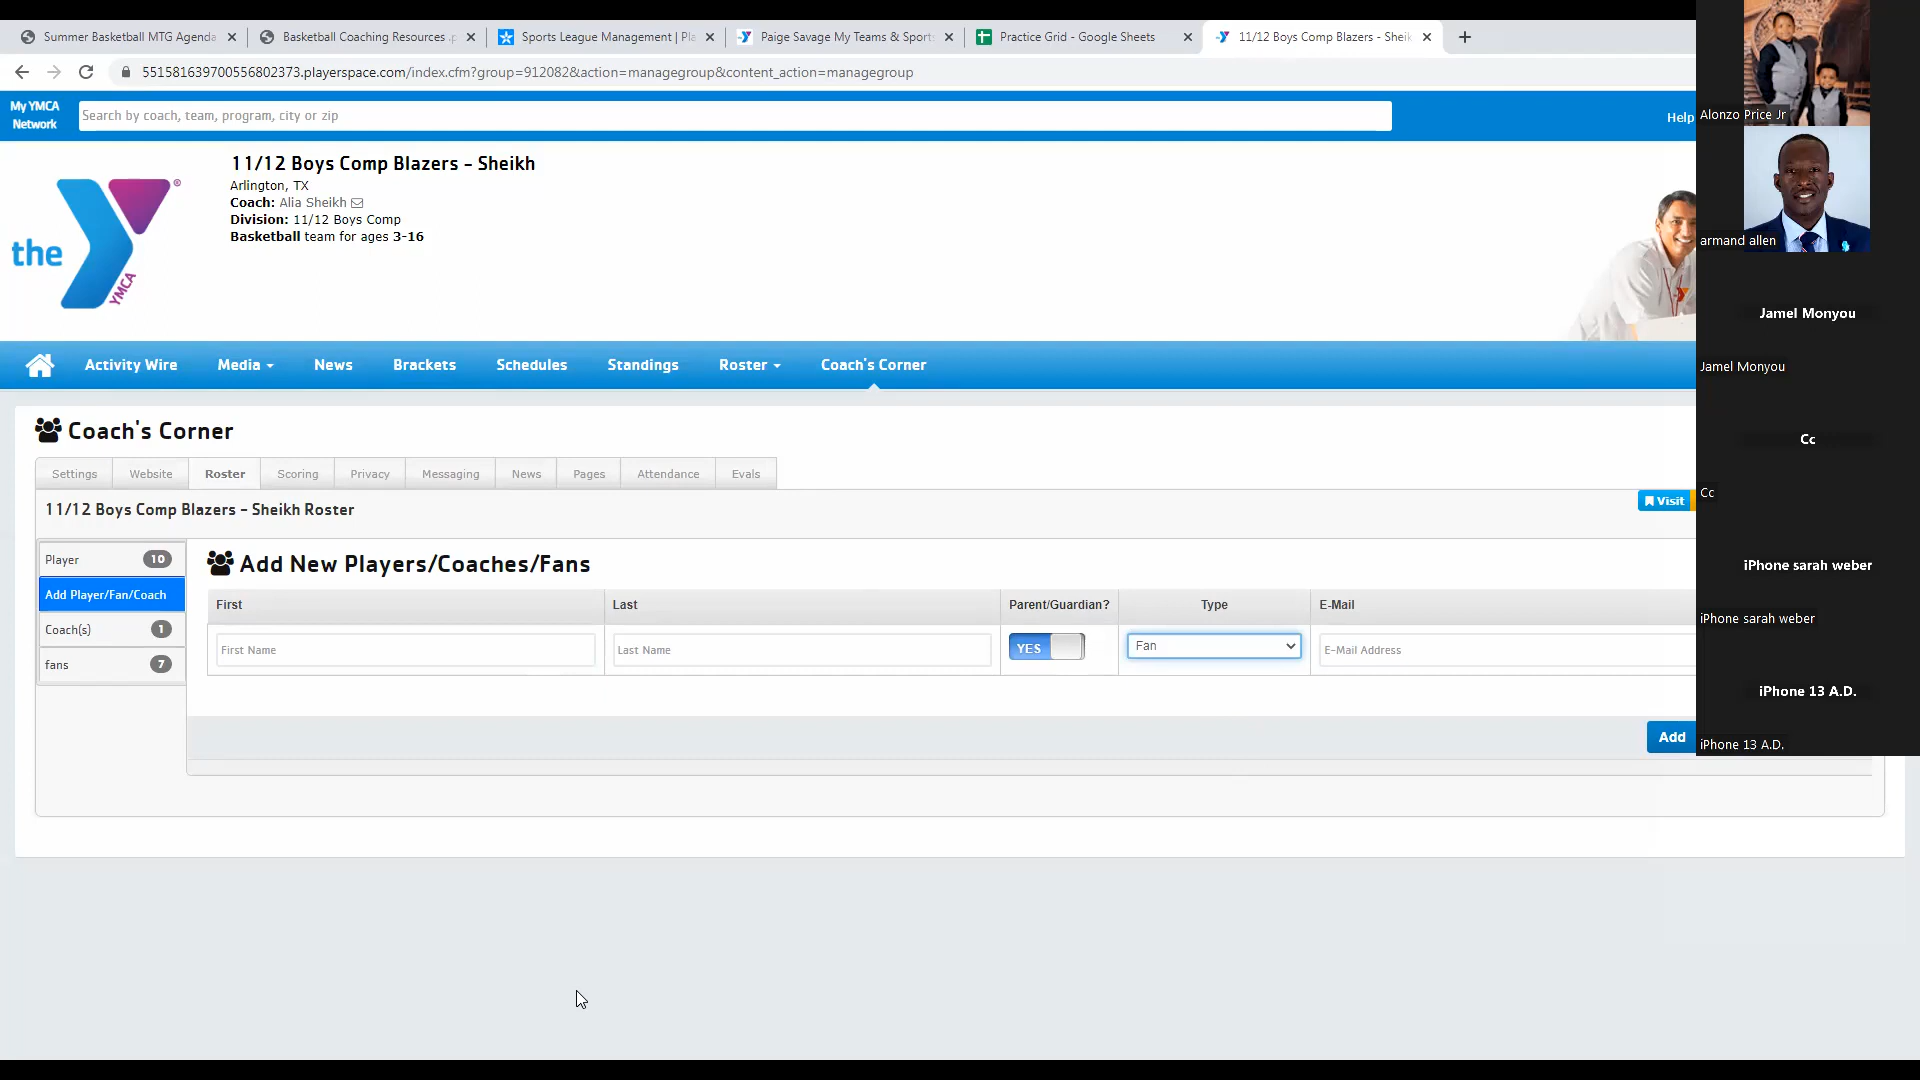 Summer Basketball MTG Agenda
Basketball Coaching Resources .p
Sports League Management | Pla
Paige Savage My Teams & Sports
Practice Grid - Google Sheets
11/12 Boys Comp Blazers - Sheik
551581639700556802373.playerspace.com/index.cfm?group=912082&action=managegroup&content_action=managegroup
My YMCA
Network
Search by coach, team, program, city or zip
Help
the
YMCA
®
11/12 Boys Comp Blazers - Sheikh
Arlington, TX
Coach: Alia Sheikh
Division: 11/12 Boys Comp
Basketball team for ages 3-16
Activity Wire
Media
News
Brackets
Schedules
Standings
Roster
Coach's Corner
Coach's Corner
Settings
Website
Roster
Scoring
Privacy
Messaging
News
Pages
Attendance
Evals
11/12 Boys Comp Blazers - Sheikh Roster
Visit
Player 10
Add Player/Fan/Coach
Coach(s) 1
fans 7
Add New Players/Coaches/Fans
First
Last
Parent/Guardian?
Type
E-Mail
First Name
Last Name
YES
Fan
E-Mail Address
Add
Alonzo Price Jr
armand allen
Jamel Monyou
Jamel Monyou
Cc
Cc
iPhone sarah weber
iPhone sarah weber
iPhone 13 A.D.
iPhone 13 A.D.